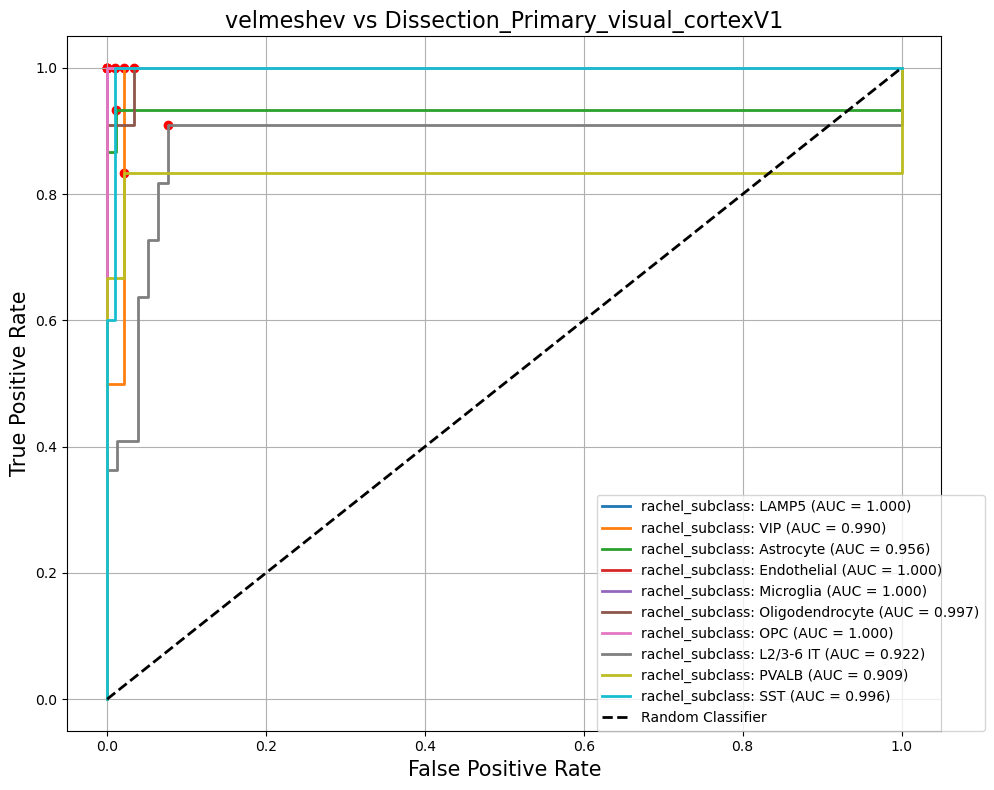 velmeshev vs Dissection_Primary_visual_cortexV1
True Positive Rate
1.0
0.8
0.6
0.4
0.2
0.0
0.0
0.2
0.4
0.6
0.8
1.0
False Positive Rate
rachel_subclass: LAMP5 (AUC = 1.000)
rachel_subclass: VIP (AUC = 0.990)
rachel_subclass: Astrocyte (AUC = 0.956)
rachel_subclass: Endothelial (AUC = 1.000)
rachel_subclass: Microglia (AUC = 1.000)
rachel_subclass: Oligodendrocyte (AUC = 0.997)
rachel_subclass: OPC (AUC = 1.000)
rachel_subclass: L2/3-6 IT (AUC = 0.922)
rachel_subclass: PVALB (AUC = 0.909)
rachel_subclass: SST (AUC = 0.996)
Random Classifier